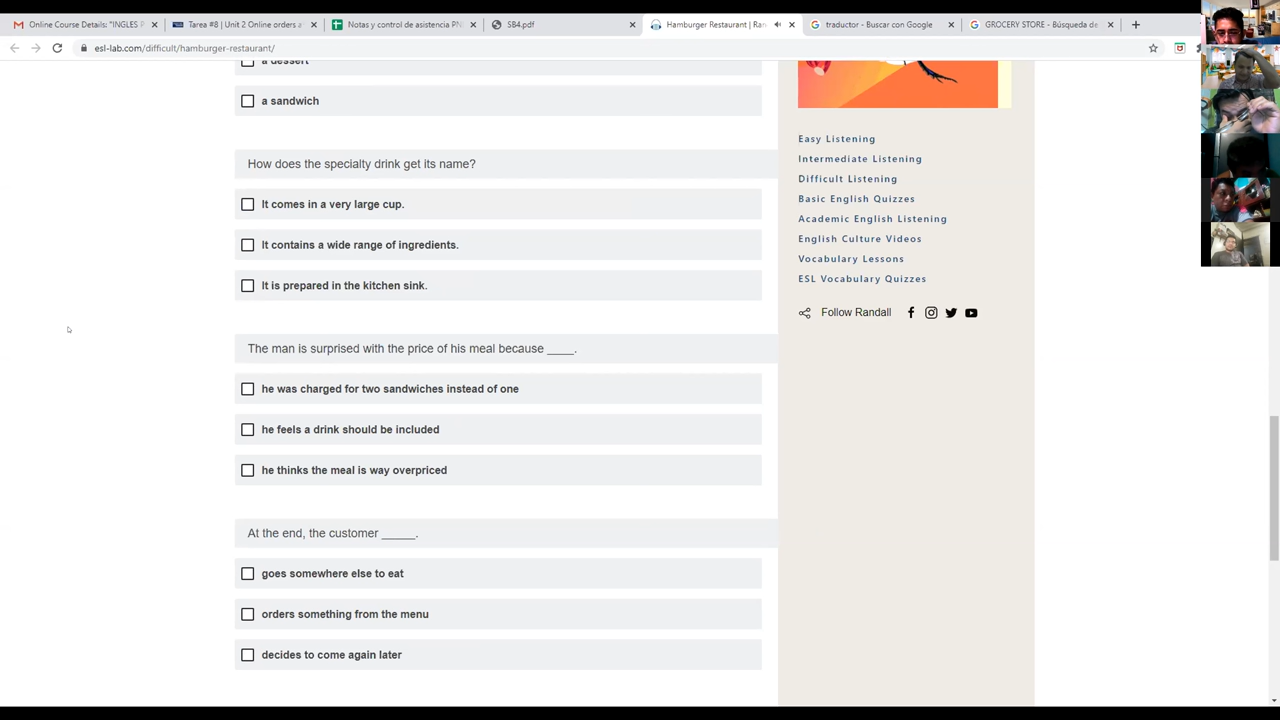 Online Course Details: "INGLES P
Tarea #8 | Unit 2 Online orders a
Notas y control de asistencia PN
SB4.pdf
Hamburger Restaurant | Ran
traductor - Buscar con Google
GROCERY STORE - Búsqueda de
esl-lab.com/difficult/hamburger-restaurant/
a dessert
a sandwich
How does the specialty drink get its name?
It comes in a very large cup.
It contains a wide range of ingredients.
It is prepared in the kitchen sink.
The man is surprised with the price of his meal because ____.
he was charged for two sandwiches instead of one
he feels a drink should be included
he thinks the meal is way overpriced
At the end, the customer _____.
goes somewhere else to eat
orders something from the menu
decides to come again later
Easy Listening
Intermediate Listening
Difficult Listening
Basic English Quizzes
Academic English Listening
English Culture Videos
Vocabulary Lessons
ESL Vocabulary Quizzes
Follow Randall